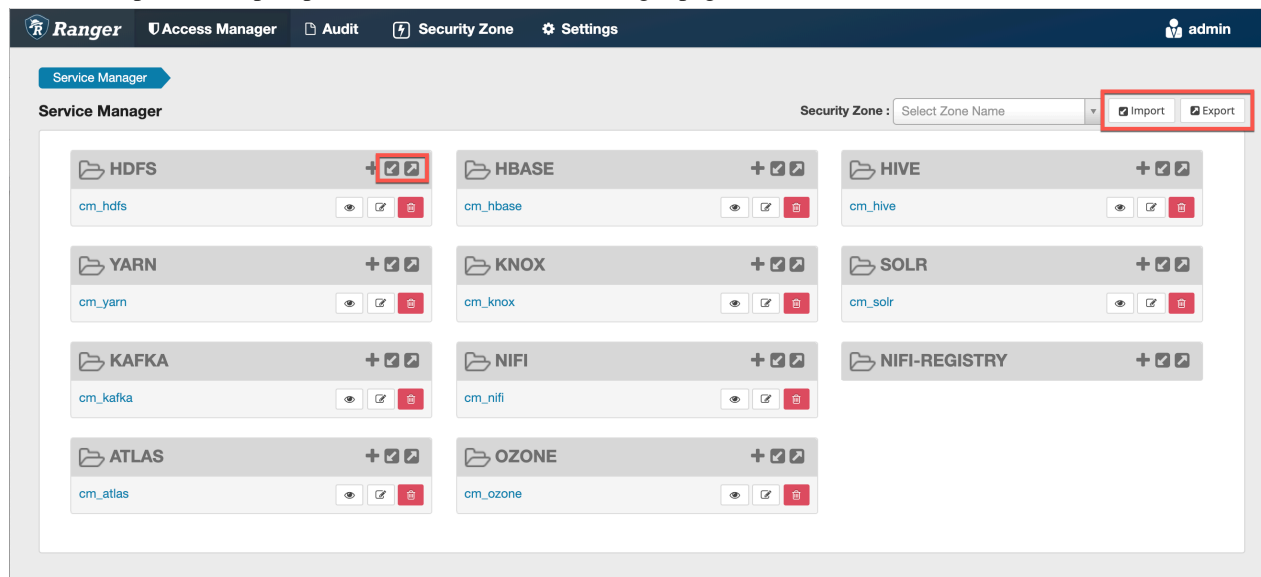 Ranger Access Manager Audit Security Zone Settings admin
Service Manager
Service Manager Security Zone : Select Zone Name Import Export
HDFS HBASE HIVE
cm_hdfs cm_hbase cm_hive
YARN KNOX SOLR
cm_yarn cm_knox cm_solr
KAFKA NIFI NIFI-REGISTRY
cm_kafka cm_nifi
ATLAS OZONE
cm_atlas cm_ozone